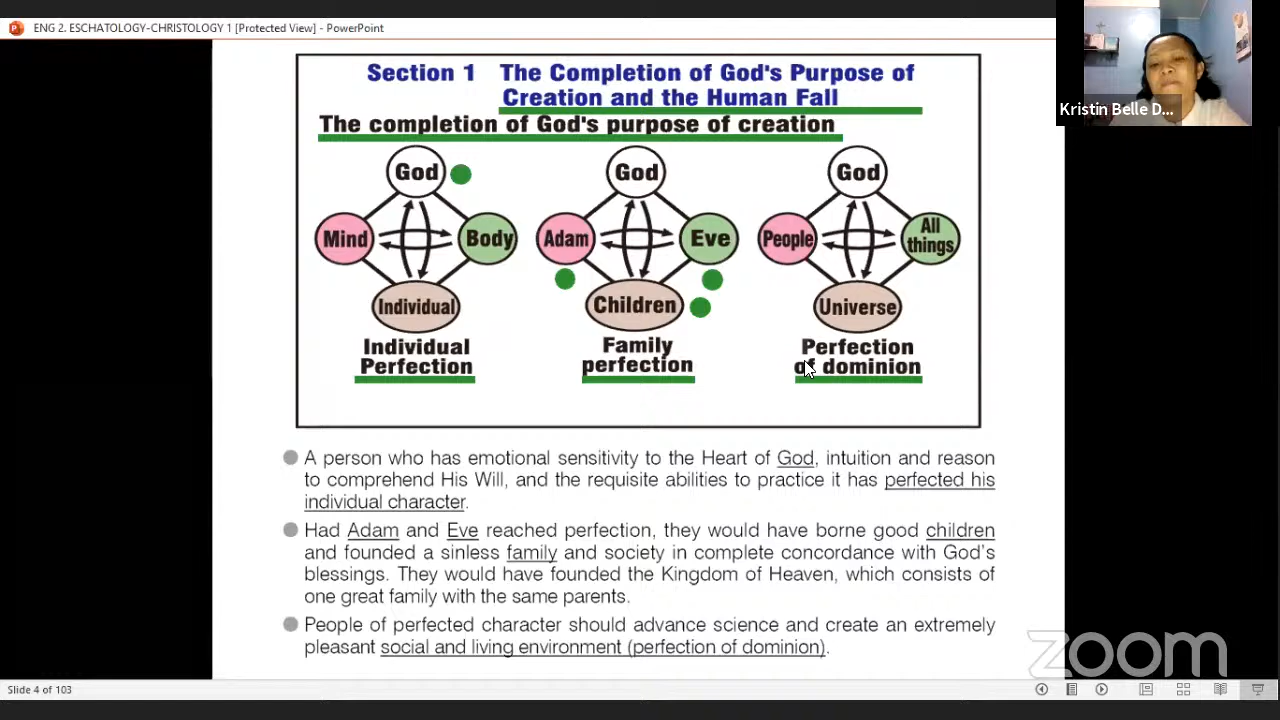 ENG 2. ESCHATOLOGY-CHRISTOLOGY 1 [Protected View] - PowerPoint
Kristin Belle D...
Section 1 The Completion of God's Purpose of
Creation and the Human Fall
The completion of God's purpose of creation
God
God
God
Mind
Body
Adam
Eve
People
All
things
Individual
Children
Universe
Individual
Perfection
Family
perfection
Perfection
of dominion
A person who has emotional sensitivity to the Heart of God, intuition and reason
to comprehend His Will, and the requisite abilities to practice it has perfected his
individual character.
Had Adam and Eve reached perfection, they would have borne good children
and founded a sinless family and society in complete concordance with God's
blessings. They would have founded the Kingdom of Heaven, which consists of
one great family with the same parents.
People of perfected character should advance science and create an extremely
pleasant social and living environment (perfection of dominion).
zoom
Slide 4 of 103